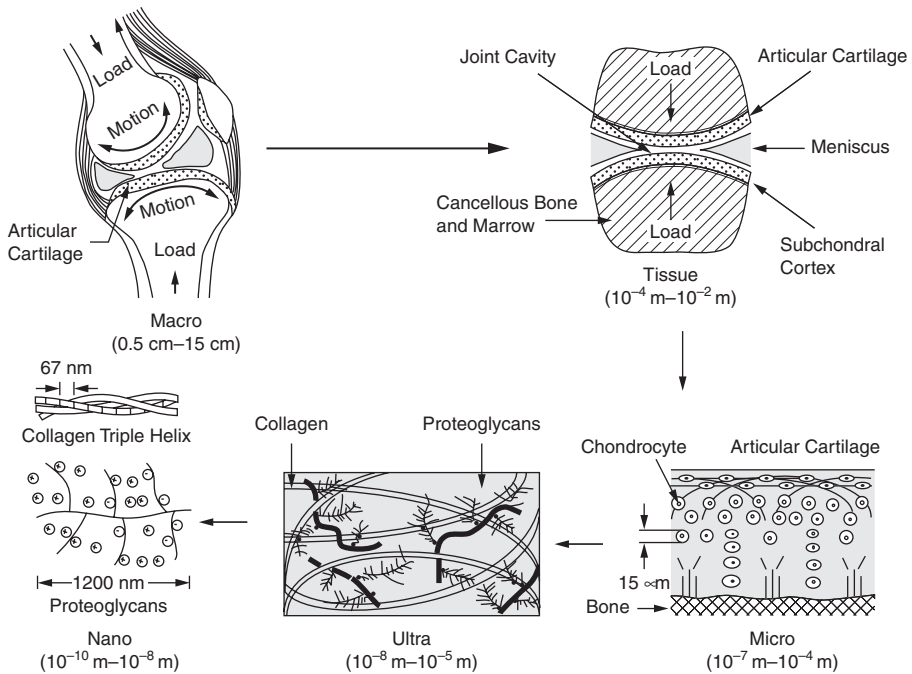 Load
Motion
Motion
Load
Articular
Cartilage
Macro
(0.5 cm–15 cm)
Joint Cavity
Articular Cartilage
Load
Meniscus
Cancellous Bone
and Marrow
Load
Subchondral
Cortex
Tissue
(10⁻⁴ m–10⁻² m)
67 nm
Collagen Triple Helix
1200 nm
Proteoglycans
Nano
(10⁻¹⁰ m–10⁻⁸ m)
Collagen
Proteoglycans
Ultra
(10⁻⁸ m–10⁻⁵ m)
Chondrocyte
Articular Cartilage
15 ∝m
Bone
Micro
(10⁻⁷ m–10⁻⁴ m)